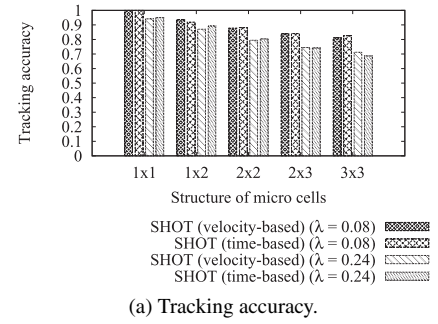 Tracking accuracy
1
0.9
0.8
0.7
0.6
0.5
0.4
0.3
0.2
0.1
0
1x1 1x2 2x2 2x3 3x3
Structure of micro cells
SHOT (velocity-based) (λ = 0.08)
SHOT (time-based) (λ = 0.08)
SHOT (velocity-based) (λ = 0.24)
SHOT (time-based) (λ = 0.24)
(a) Tracking accuracy.